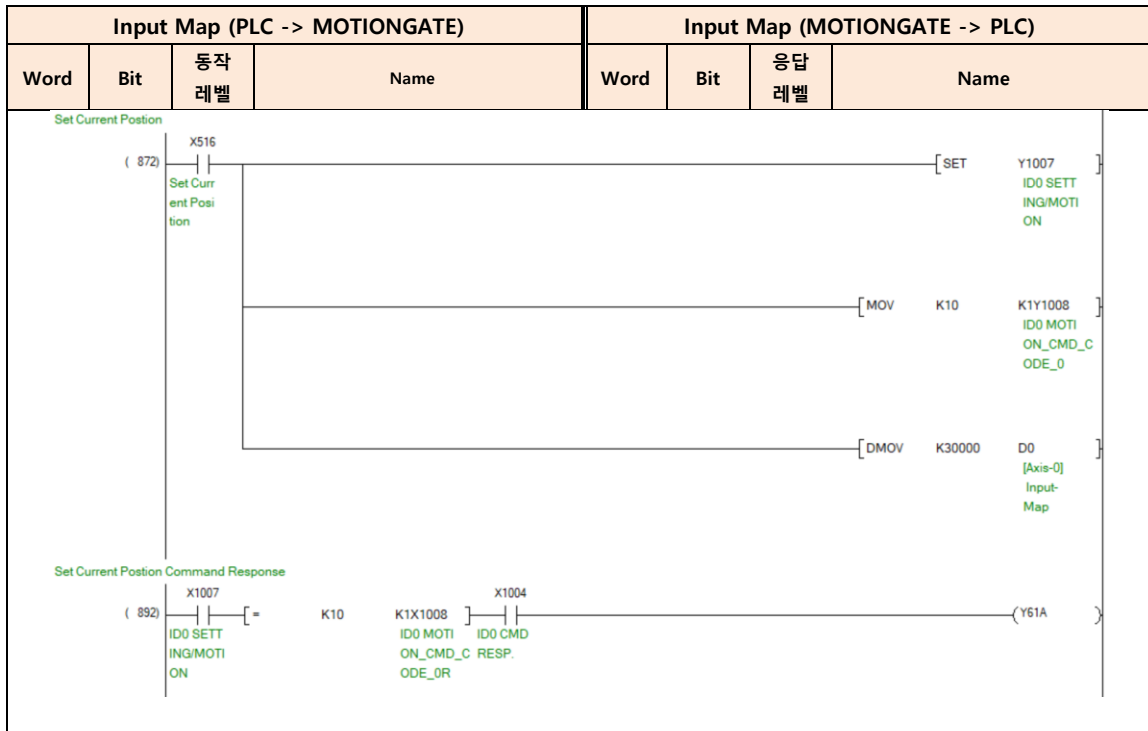 Input Map (PLC -> MOTIONGATE) Input Map (MOTIONGATE -> PLC)
Word Bit 동작 레벨 Name Word Bit 응답 레벨 Name
Set Current Postion
X516
( 872) [SET Y1007 ]
Set Curr
ent Posi
tion
ID0 SETT
ING/MOTI
ON
[MOV K10 K1Y1008 ]
ID0 MOTI
ON_CMD_C
ODE_0
[DMOV K30000 D0 ]
[Axis-0]
Input-
Map
Set Current Postion Command Response
X1007 X1004
( 892) [= K10 K1X1008 ] (Y61A )
ID0 SETT ID0 MOTI ID0 CMD
ING/MOTI ON_CMD_C RESP.
ON ODE_0R